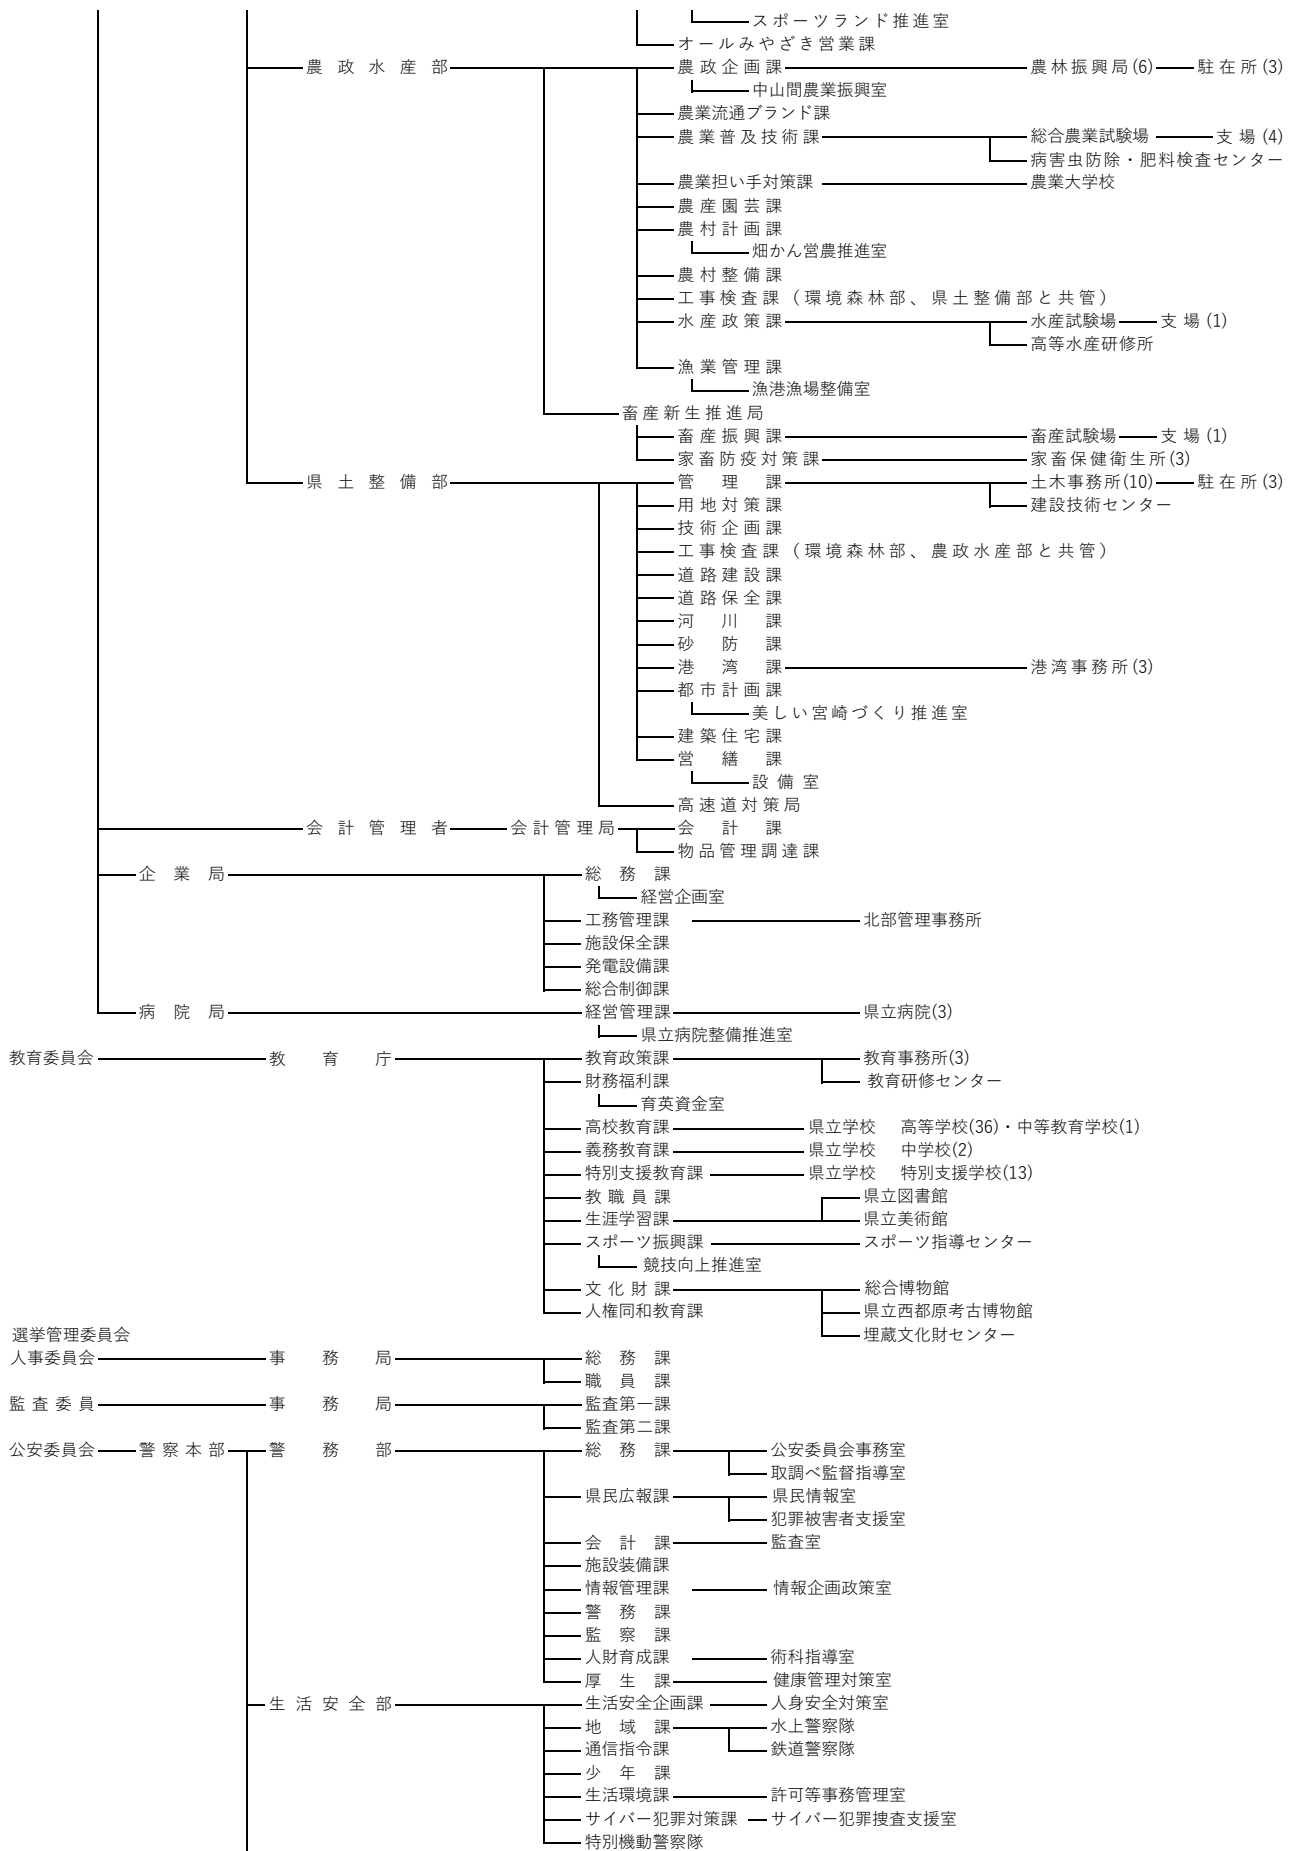 スポーツランド推進室
オールみやざき営業課
農政水産部 農政企画課 農林振興局(6) 駐在所(3)
中山間農業振興室
農業流通ブランド課
農業普及技術課 総合農業試験場 支場(4)
病害虫防除・肥料検査センター
農業担い手対策課 農業大学校
農産園芸課
農村計画課
畑かん営農推進室
農村整備課
工事検査課（環境森林部、県土整備部と共管）
水産政策課 水産試験場 支場(1)
高等水産研修所
漁業管理課
漁港漁場整備室
畜産新生推進局
畜産振興課 畜産試験場 支場(1)
家畜防疫対策課 家畜保健衛生所(3)
県土整備部 管理課 土木事務所(10) 駐在所(3)
用地対策課 建設技術センター
技術企画課
工事検査課（環境森林部、農政水産部と共管）
道路建設課
道路保全課
河川課
砂防課
港湾課 港湾事務所(3)
都市計画課
美しい宮崎づくり推進室
建築住宅課
営繕課
設備室
高速道対策局
会計管理者 会計管理局 会計課
物品管理調達課
企業局 総務課
経営企画室
工務管理課 北部管理事務所
施設保全課
発電設備課
総合制御課
病院局 経営管理課 県立病院(3)
県立病院整備推進室
教育委員会 教育庁 教育政策課 教育事務所(3)
財務福利課 教育研修センター
育英資金室
高校教育課 県立学校 高等学校(36)・中等教育学校(1)
義務教育課 県立学校 中学校(2)
特別支援教育課 県立学校 特別支援学校(13)
教職員課 県立図書館
生涯学習課 県立美術館
スポーツ振興課 スポーツ指導センター
競技向上推進室
文化財課 総合博物館
人権同和教育課 県立西都原考古博物館
選挙管理委員会 埋蔵文化財センター
人事委員会 事務局 総務課
職員課
監査委員 事務局 監査第一課
監査第二課
公安委員会 警察本部 警務部 総務課 公安委員会事務室
取調べ監督指導室
県民広報課 県民情報室
犯罪被害者支援室
会計課 監査室
施設装備課
情報管理課 情報企画政策室
警務課
監察課
人財育成課 術科指導室
厚生課 健康管理対策室
生活安全部 生活安全企画課 人身安全対策室
地域課 水上警察隊
通信指令課 鉄道警察隊
少年課
生活環境課 許可等事務管理室
サイバー犯罪対策課 サイバー犯罪捜査支援室
特別機動警察隊